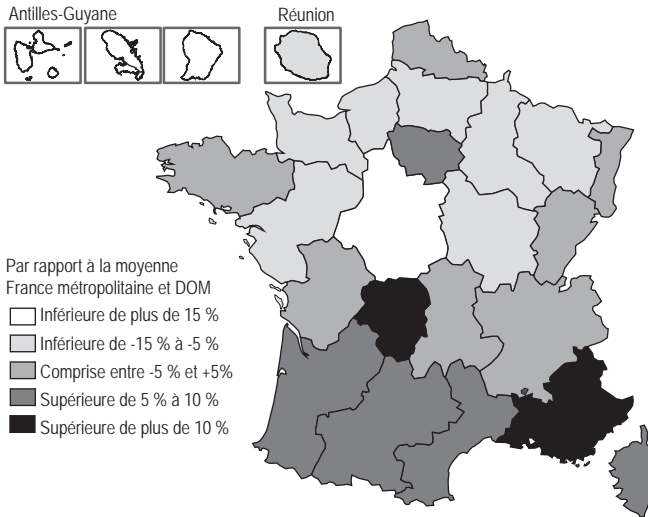 Antilles-Guyane
Réunion
Par rapport à la moyenne
France métropolitaine et DOM
Inférieure de plus de 15 %
Inférieure de -15 % à -5 %
Comprise entre -5 % et +5%
Supérieure de 5 % à 10 %
Supérieure de plus de 10 %